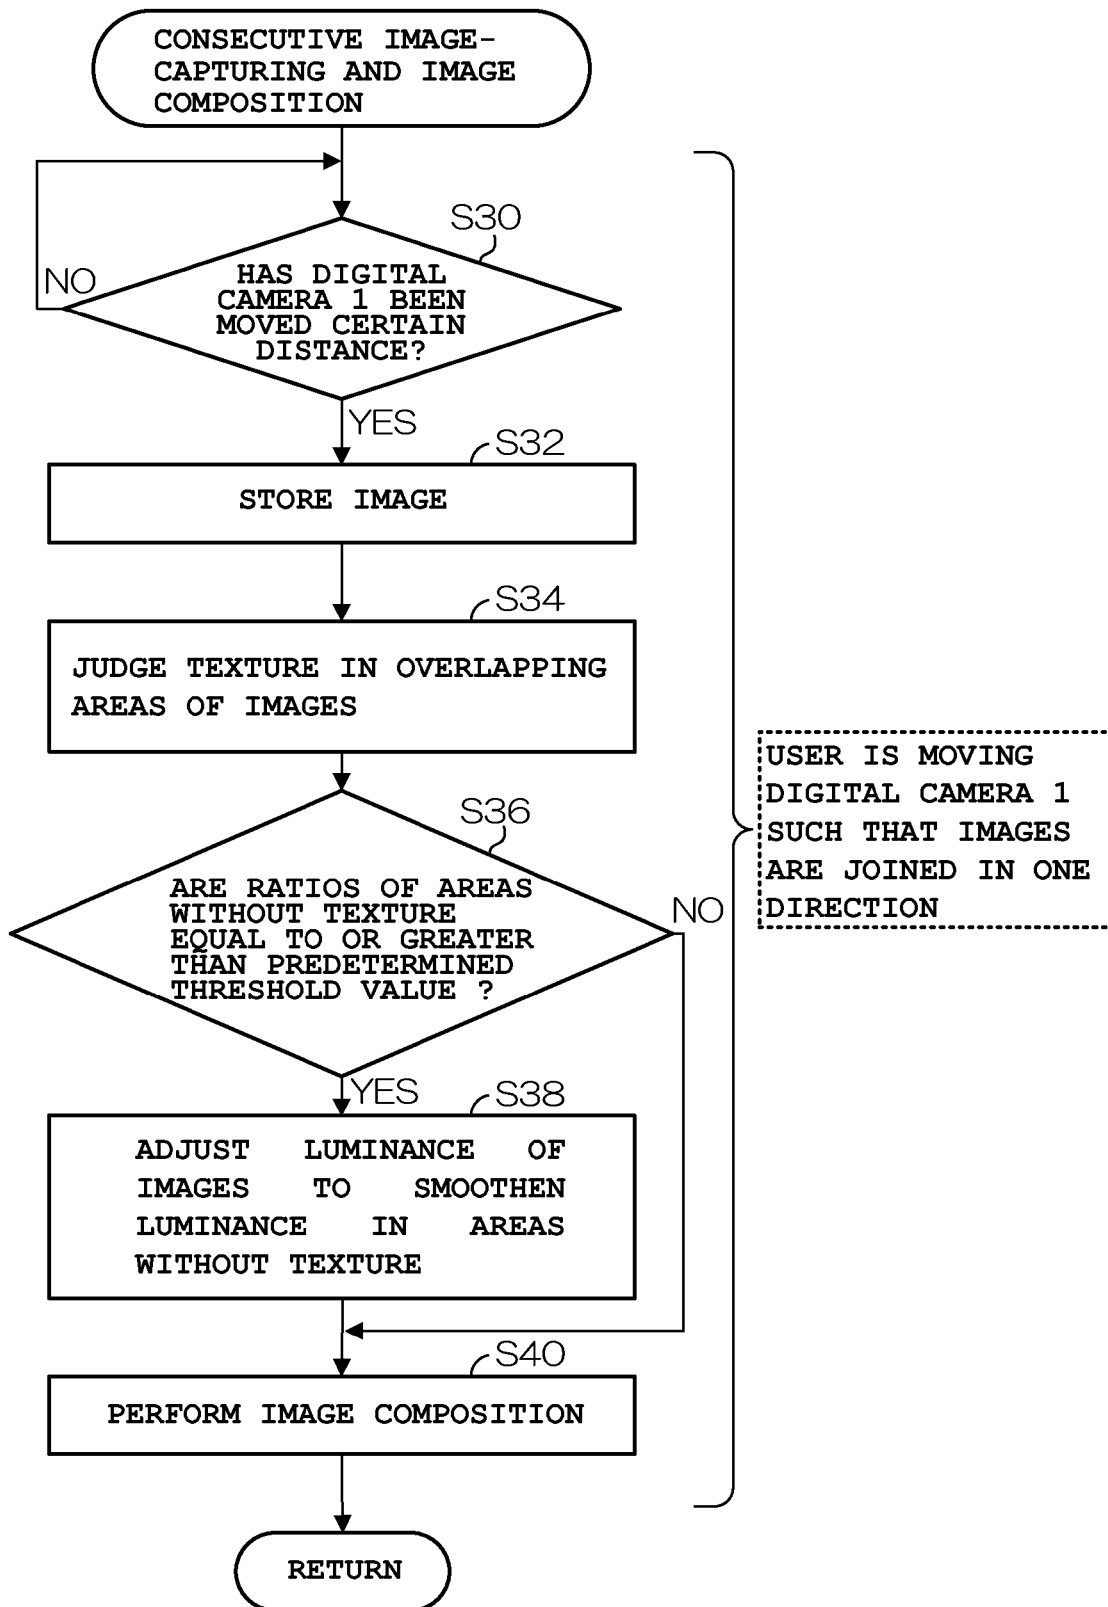 CONSECUTIVE IMAGE-
CAPTURING AND IMAGE
COMPOSITION
S30
NO
HAS DIGITAL
CAMERA 1 BEEN
MOVED CERTAIN
DISTANCE?
YES
S32
STORE IMAGE
S34
JUDGE TEXTURE IN OVERLAPPING
AREAS OF IMAGES
S36
ARE RATIOS OF AREAS
WITHOUT TEXTURE
EQUAL TO OR GREATER
THAN PREDETERMINED
THRESHOLD VALUE ?
NO
YES
S38
ADJUST LUMINANCE OF
IMAGES TO SMOOTHEN
LUMINANCE IN AREAS
WITHOUT TEXTURE
S40
PERFORM IMAGE COMPOSITION
RETURN
USER IS MOVING
DIGITAL CAMERA 1
SUCH THAT IMAGES
ARE JOINED IN ONE
DIRECTION